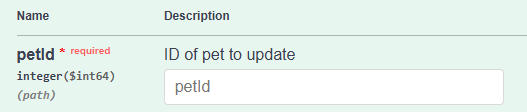 Name Description
petId * required ID of pet to update
integer($int64)
(path) petId